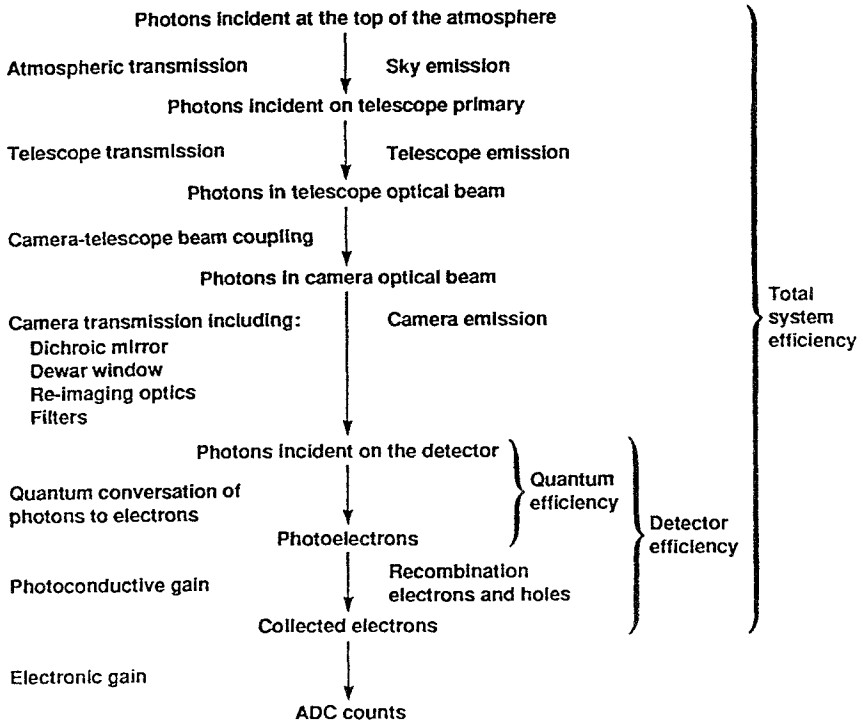 Photons incident at the top of the atmosphere
Atmospheric transmission
Sky emission
Photons incident on telescope primary
Telescope transmission
Telescope emission
Photons in telescope optical beam
Camera-telescope beam coupling
Photons in camera optical beam
Camera transmission including:
Camera emission
Dichroic mirror
Dewar window
Re-imaging optics
Filters
Total
system
efficiency
Photons incident on the detector
Quantum conversation of
photons to electrons
Quantum
efficiency
Photoelectrons
Detector
efficiency
Photoconductive gain
Recombination
electrons and holes
Collected electrons
Electronic gain
ADC counts